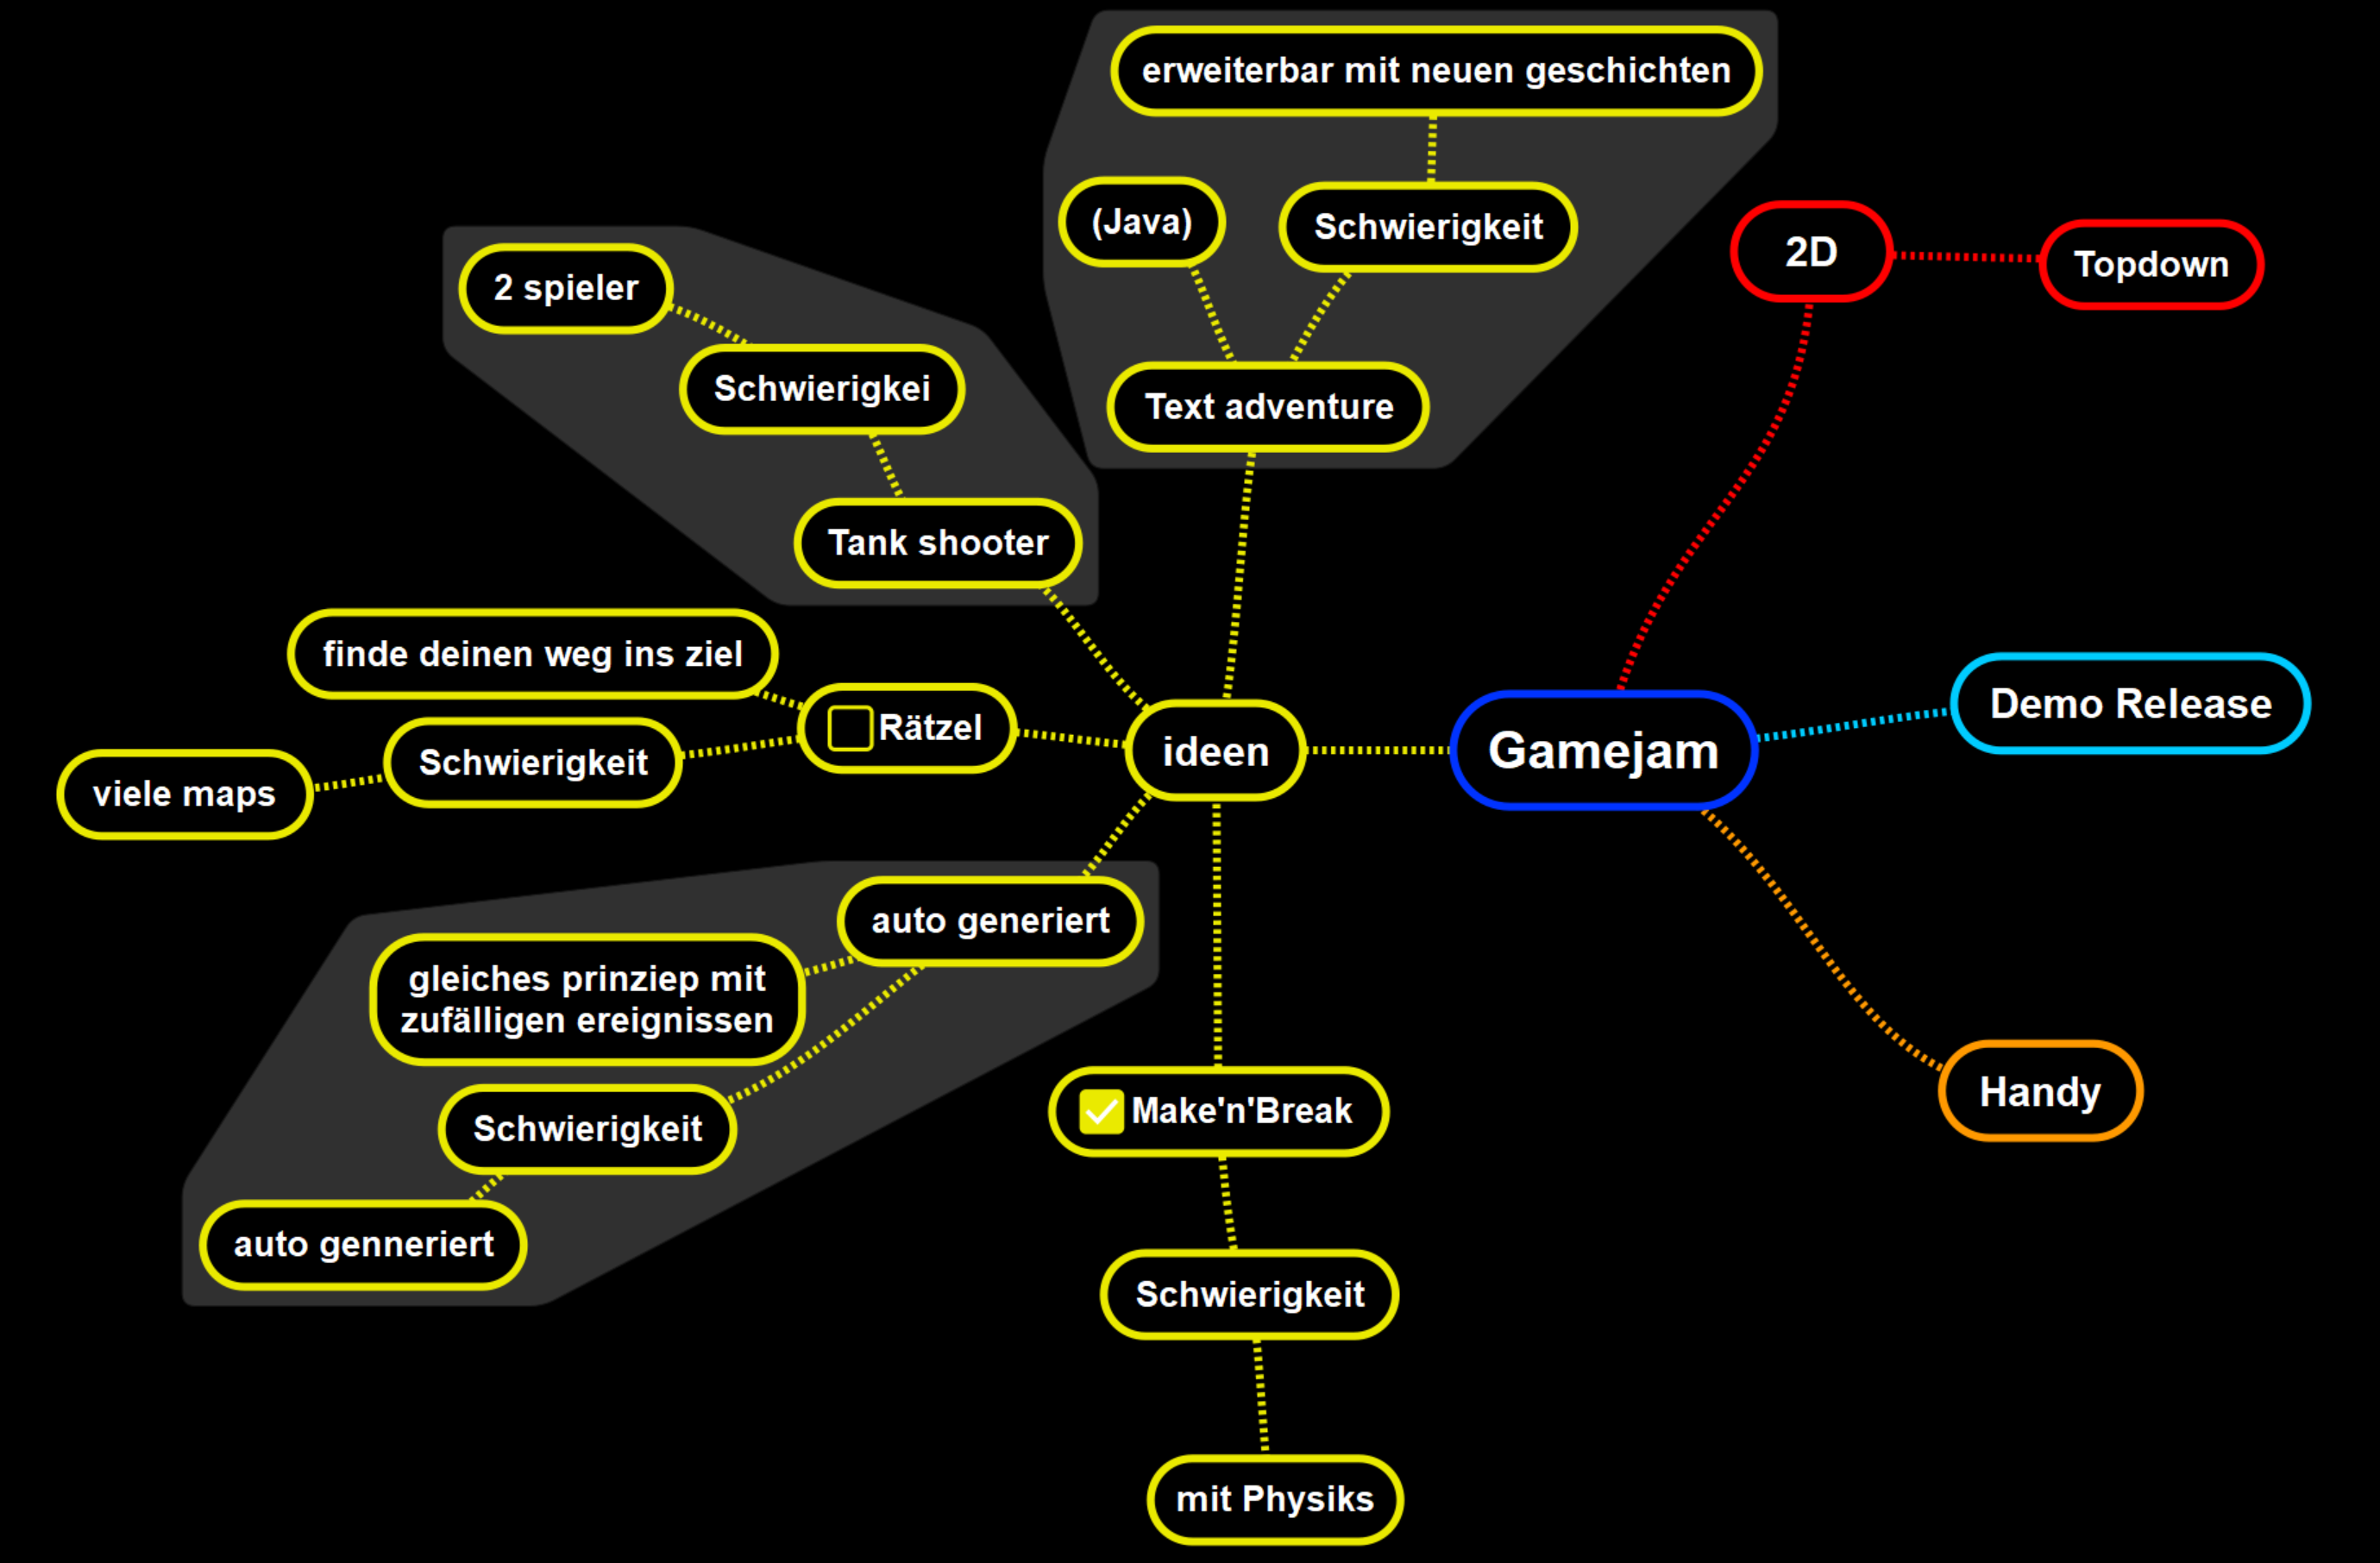 erweiterbar mit neuen geschichten
(Java)
Schwierigkeit
2D
Topdown
2 spieler
Schwierigkei
Text adventure
Tank shooter
finde deinen weg ins ziel
Rätzel
Schwierigkeit
viele maps
ideen
Gamejam
Demo Release
auto generiert
gleiches prinziep mit
zufälligen ereignissen
Schwierigkeit
auto genneriert
Make'n'Break
Handy
Schwierigkeit
mit Physiks